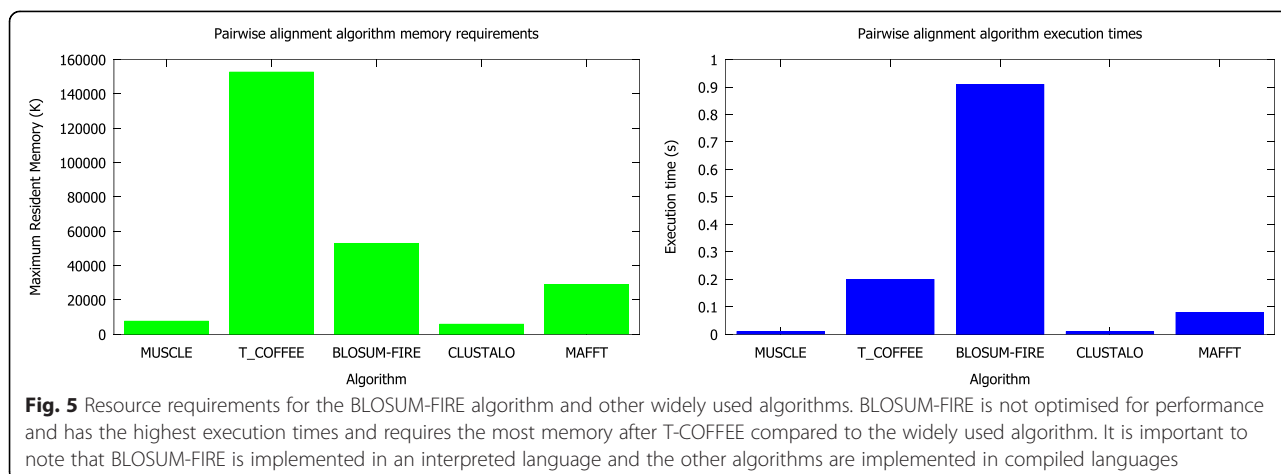 Pairwise alignment algorithm memory requirements
160000
140000
120000
100000
80000
60000
40000
20000
0
Maximum Resident Memory (K)
MUSCLE T_COFFEE BLOSUM-FIRE CLUSTALO MAFFT
Algorithm
Pairwise alignment algorithm execution times
1
0.9
0.8
0.7
0.6
0.5
0.4
0.3
0.2
0.1
0
Execution time (s)
MUSCLE T_COFFEE BLOSUM-FIRE CLUSTALO MAFFT
Algorithm
Fig. 5 Resource requirements for the BLOSUM-FIRE algorithm and other widely used algorithms. BLOSUM-FIRE is not optimised for performance
and has the highest execution times and requires the most memory after T-COFFEE compared to the widely used algorithm. It is important to
note that BLOSUM-FIRE is implemented in an interpreted language and the other algorithms are implemented in compiled languages